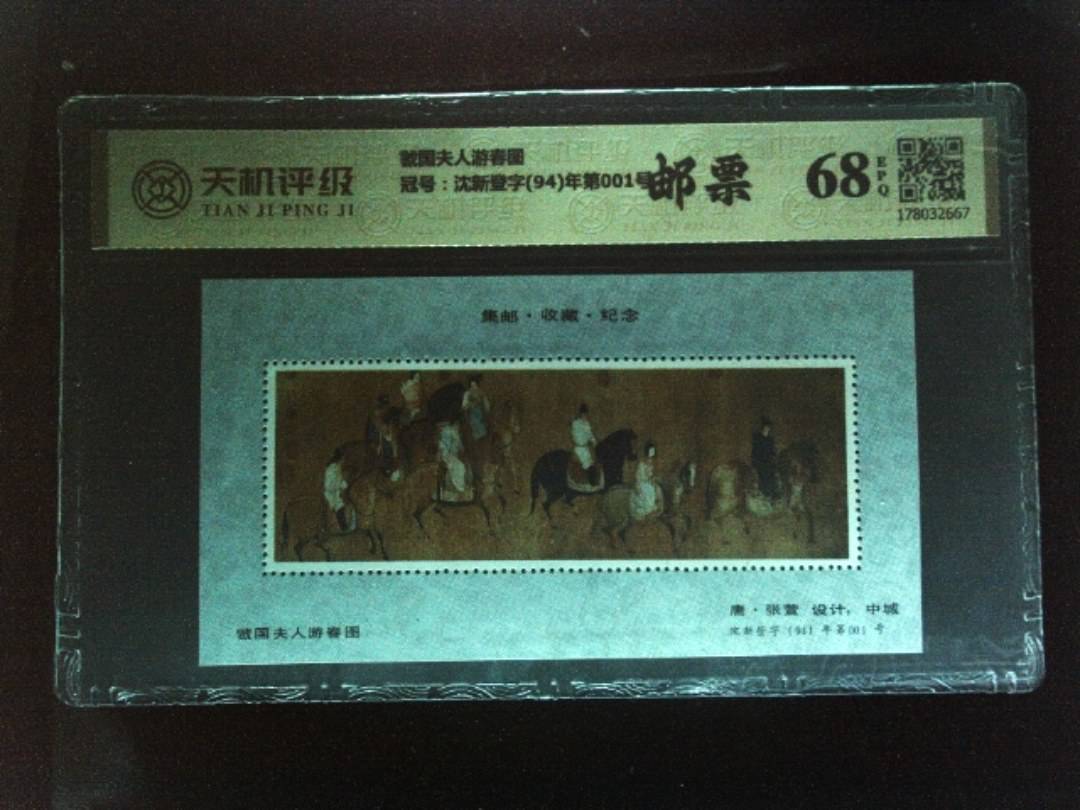 天机评级
TIAN JI PING JI
虢国夫人游春图
冠号：沈新登字(94)年第001号
邮票
68
EPQ
178032667
集邮·收藏·纪念
虢国夫人游春图
唐·张萱 设计, 中城
沈新登字（94）年第001号